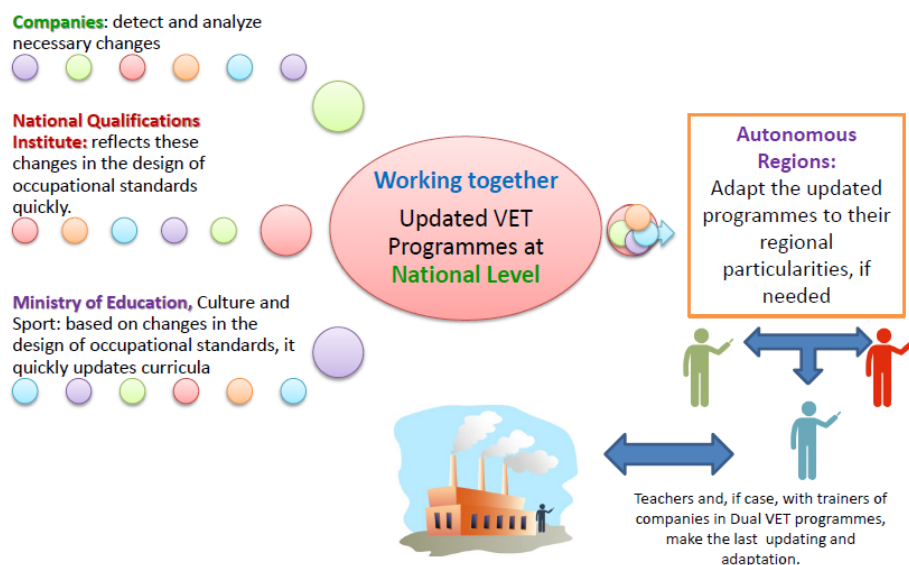 Companies: detect and analyze
necessary changes
National Qualifications
Institute: reflects these
changes in the design of
occupational standards
quickly.
Ministry of Education, Culture and
Sport: based on changes in the
design of occupational standards, it
quickly updates curricula
Working together
Updated VET
Programmes at
National Level
Autonomous
Regions:
Adapt the updated
programmes to their
regional
particularities, if
needed
Teachers and, if case, with trainers of
companies in Dual VET programmes,
make the last updating and
adaptation.